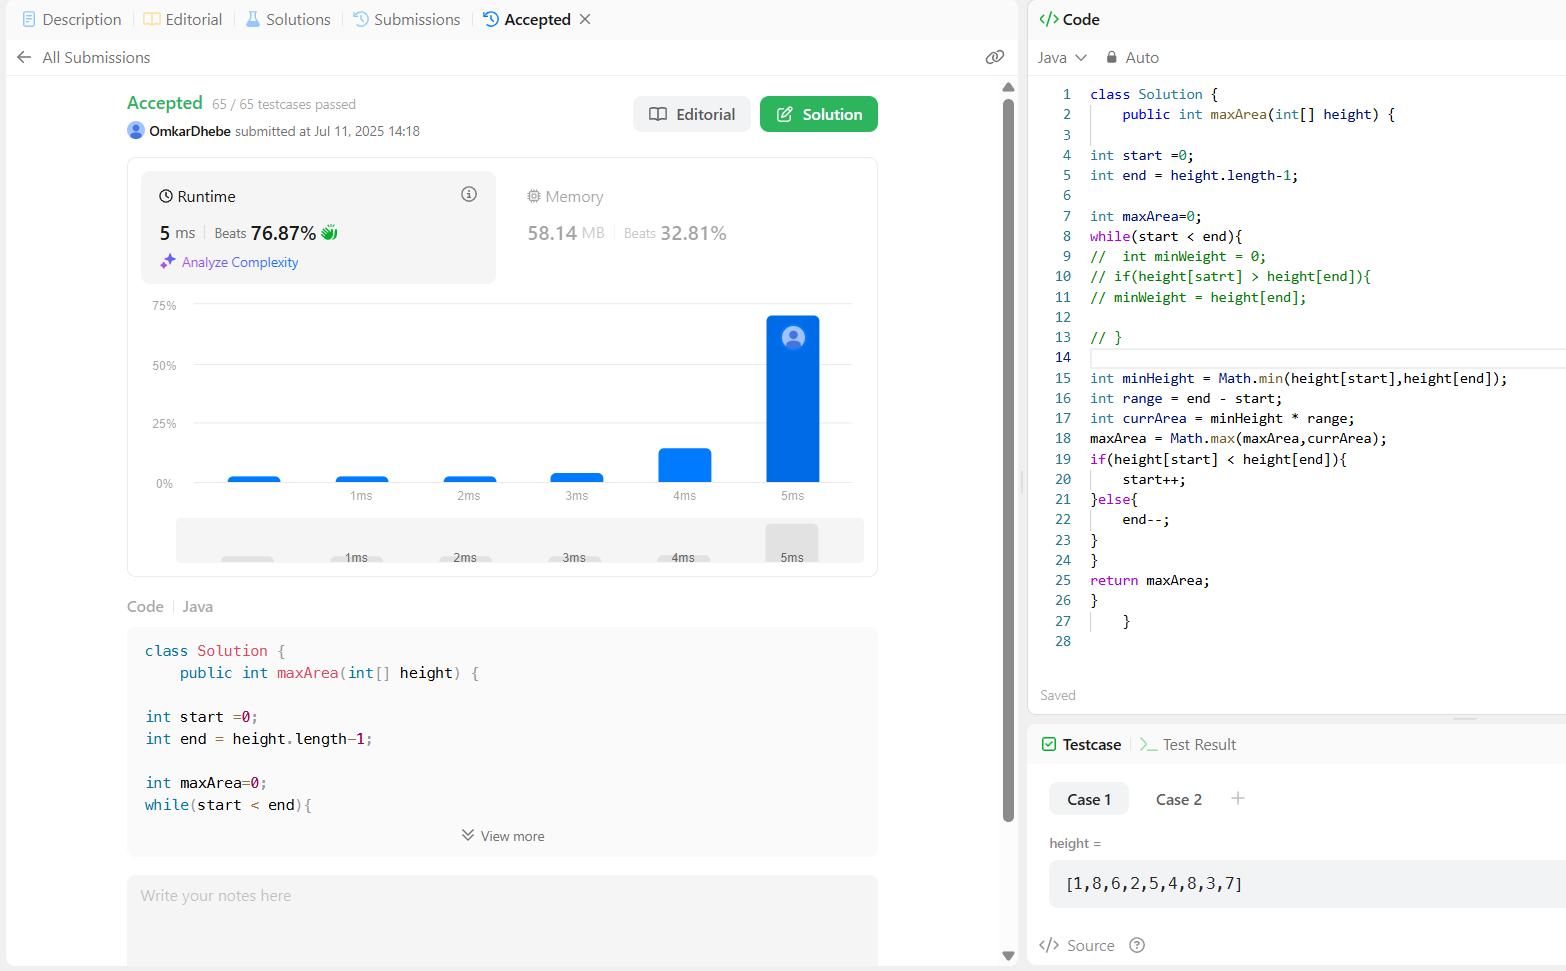 Description
Editorial
Solutions
Submissions
Accepted
All Submissions
Accepted 65 / 65 testcases passed
OmkarDhebe submitted at Jul 11, 2025 14:18
Editorial
Solution
Runtime
5 ms Beats 76.87%
Analyze Complexity
Memory
58.14 MB Beats 32.81%
75%
50%
25%
0%
1ms 2ms 3ms 4ms 5ms
1ms 2ms 3ms 4ms 5ms
Code Java
class Solution {
public int maxArea(int[] height) {
int start =0;
int end = height.length-1;
int maxArea=0;
while(start < end){
View more
Write your notes here
</> Code
Java Auto
1 class Solution {
2 public int maxArea(int[] height) {
3
4 int start =0;
5 int end = height.length-1;
6
7 int maxArea=0;
8 while(start < end){
9 //  int minWeight = 0;
10 // if(height[satrt] > height[end]){
11 // minWeight = height[end];
12
13 // }
14
15 int minHeight = Math.min(height[start],height[end]);
16 int range = end - start;
17 int currArea = minHeight * range;
18 maxArea = Math.max(maxArea,currArea);
19 if(height[start] < height[end]){
20 start++;
21 }else{
22 end--;
23 }
24 }
25 return maxArea;
26 }
27 }
28
Saved
Testcase
Test Result
Case 1 Case 2 +
height =
[1,8,6,2,5,4,8,3,7]
</> Source ?